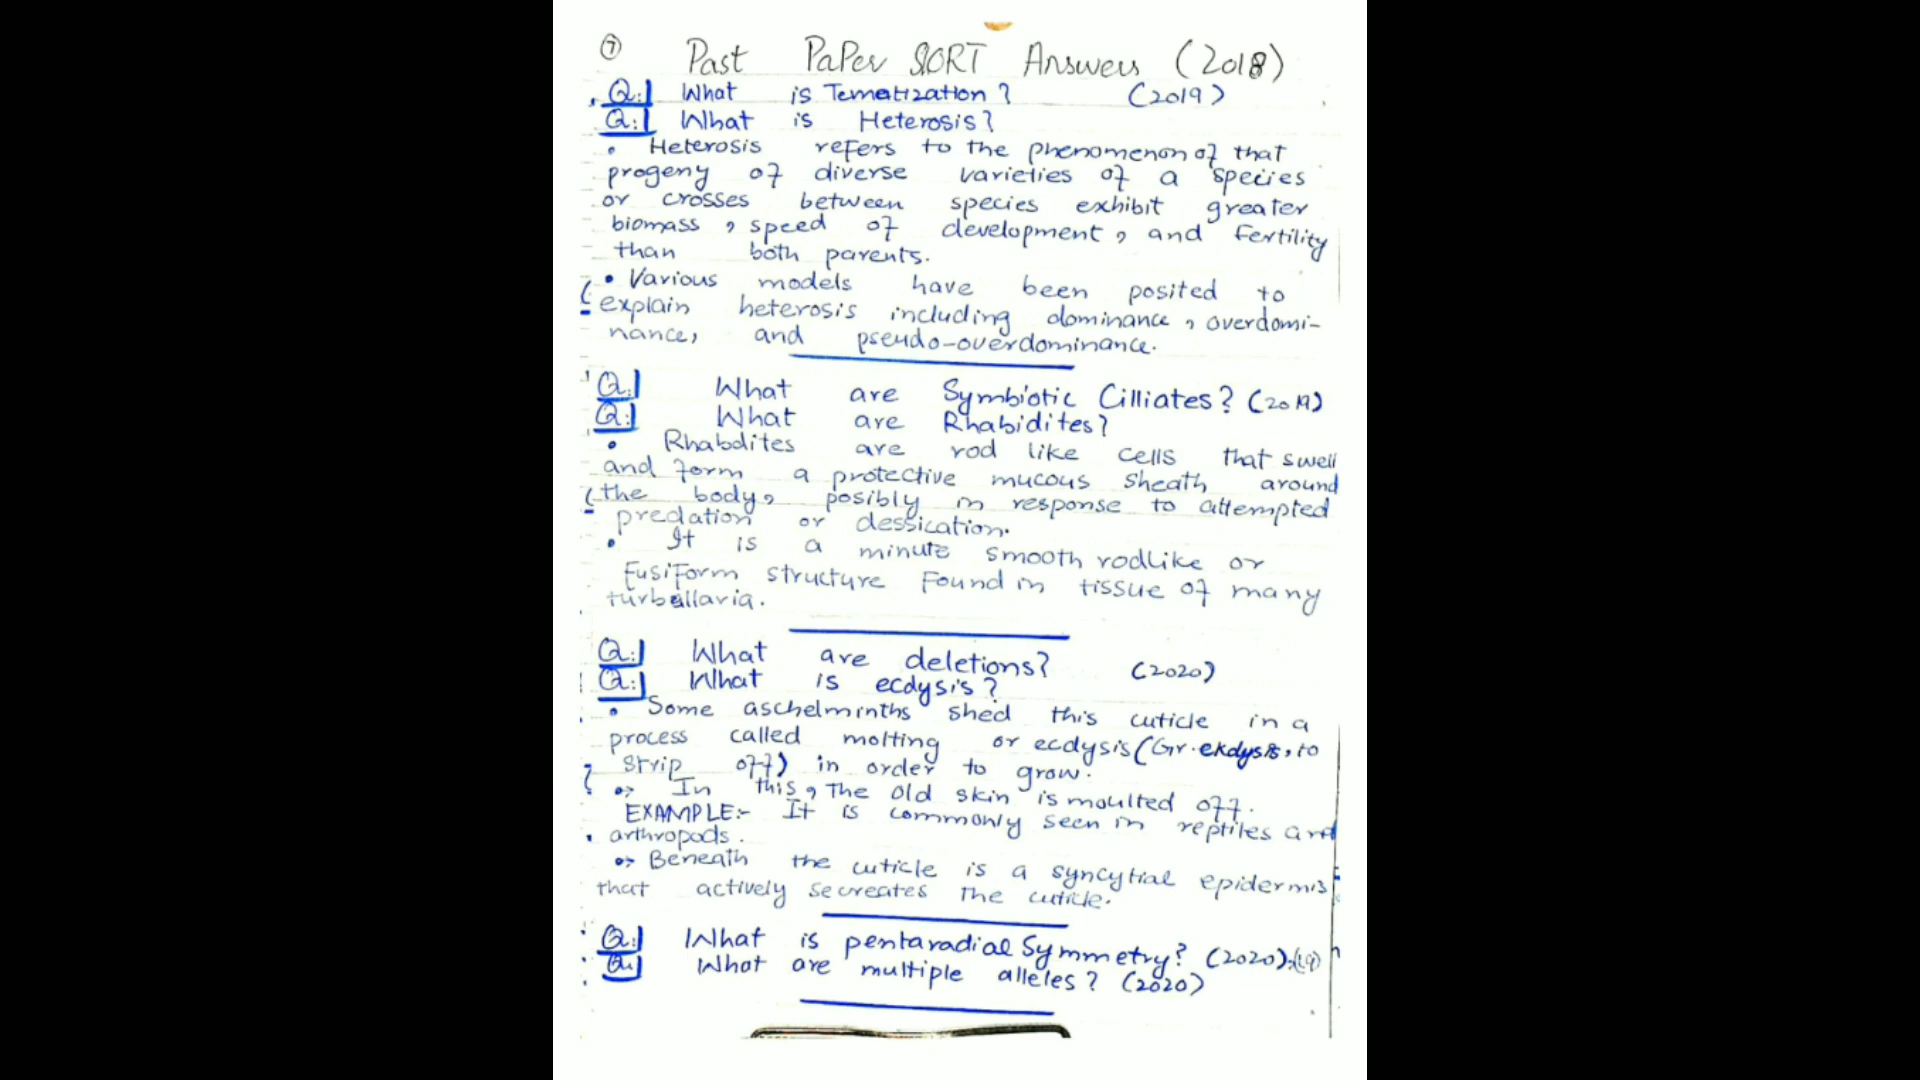 7 Past PaPer SORT Answers (2018)
Q:1 What is Tematization? (2019)
Q:1 What is Heterosis?
• Heterosis refers to the phenomenon of that
progeny of diverse varieties of a species
or crosses between species exhibit greater
biomass, speed of development, and fertility
than both parents.
• Various models have been posited to
explain heterosis including dominance, overdomi-
nance, and pseudo-overdominance.
Q:1 What are Symbiotic Cilliates? (2019)
Q:1 What are Rhabidites?
• Rhabdites are rod like cells that swell
and form a protective mucous sheath around
the body, posibly in response to attempted
predation or dessication.
• It is a minute smooth rodlike or
fusiform structure found in tissue of many
turbellaria.
Q:1 What are deletions? (2020)
Q:1 What is ecdysis?
• Some aschelminths shed this cuticle in a
process called molting or ecdysis (Gr. ekdysis, to
strip off) in order to grow.
In this, the old skin is moulted off.
EXAMPLE:- It is commonly seen in reptiles and
arthropods.
Beneath the cuticle is a syncytial epidermis
that actively secreates the cuticle.
Q:1 What is pentaradial Symmetry? (2020)
Q:1 What are multiple alleles? (2020)